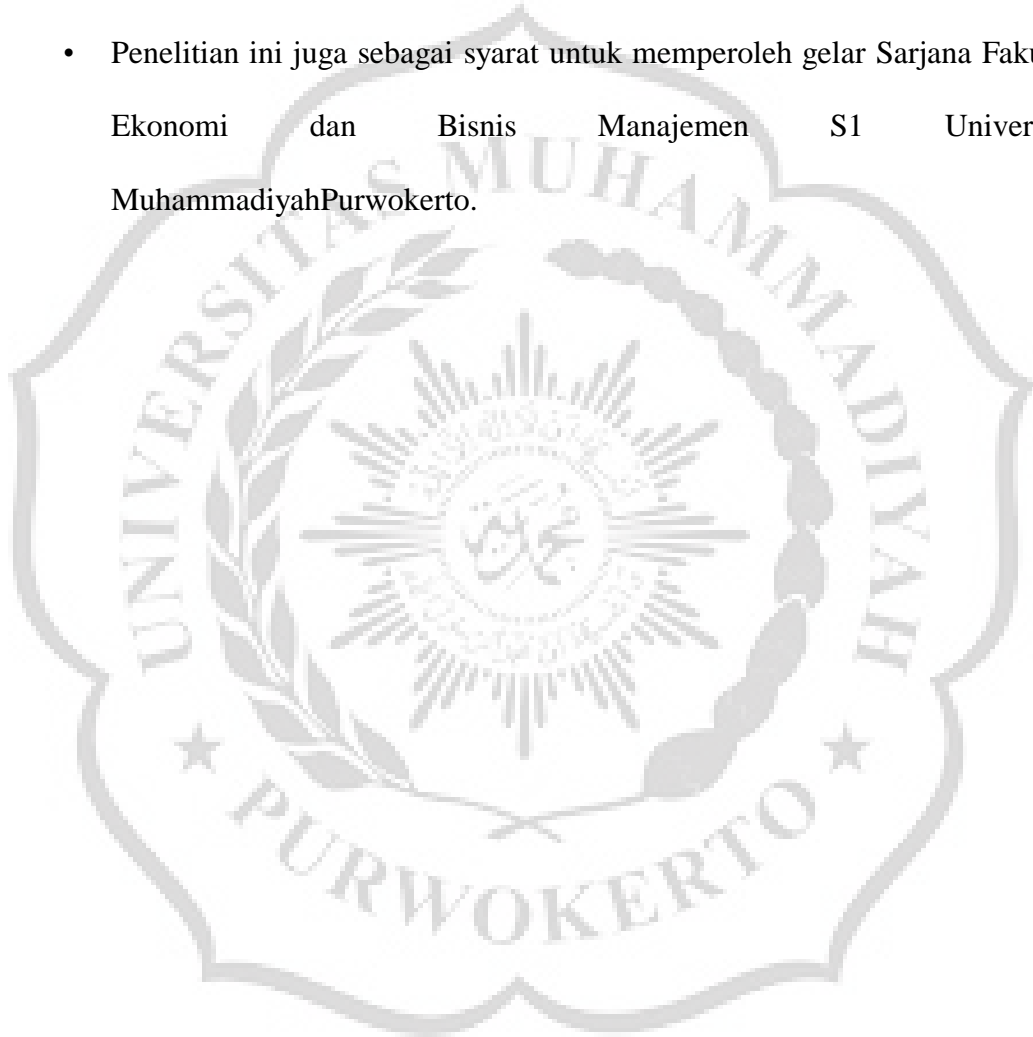 • Penelitian ini juga sebagai syarat untuk memperoleh gelar Sarjana Faku
Ekonomi dan Bisnis Manajemen S1 Univer
MuhammadiyahPurwokerto.
UNIVERSITAS MUHAMMADIYAH
★ PURWOKERTO ★